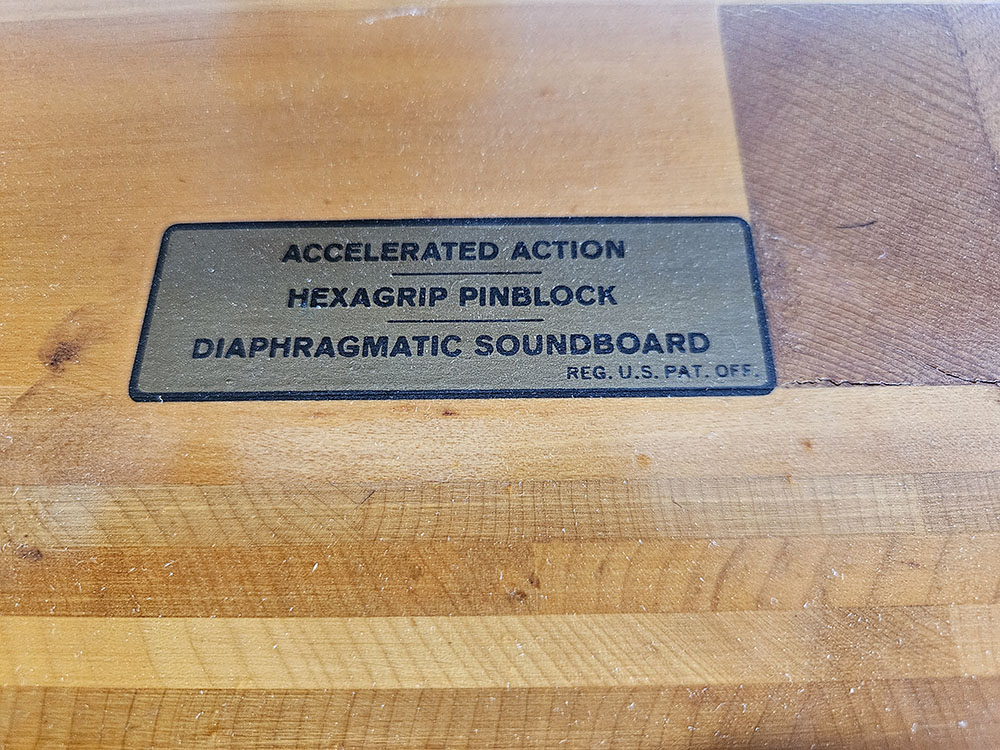 ACCELERATED ACTION
HEXAGRIP PINBLOCK
DIAPHRAGMATIC SOUNDBOARD
REG. U.S. PAT. OFF.